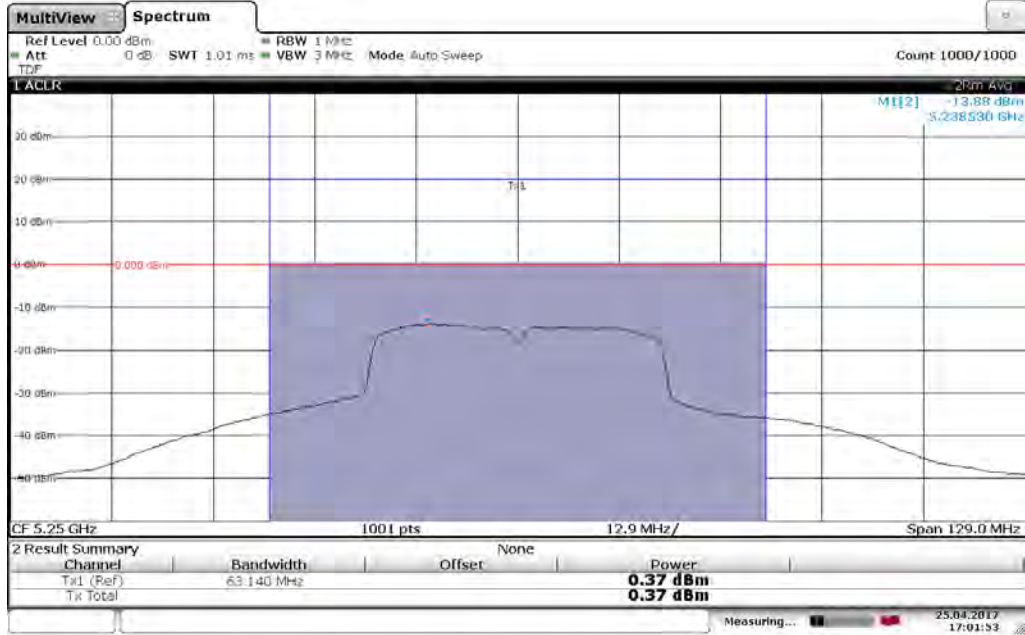 MultiView Spectrum
Ref Level 0.00 dBm RBW 1 MHz
Att 0 dB SWT 1.01 ms VBW 3 MHz Mode Auto Sweep Count 1000/1000
TDF
1 ACLR 2Rm Avg
M1[2] -13.88 dBm
5.238530 GHz
30 dBm
20 dBm
Tx1
10 dBm
0 dBm 0.000 dBm
-10 dBm
-20 dBm
-30 dBm
-40 dBm
-50 dBm
CF 5.25 GHz 1001 pts 12.9 MHz/ Span 129.0 MHz
2 Result Summary None
Channel Bandwidth Offset Power
Tx1 (Ref) 63.140 MHz 0.37 dBm
Tx Total 0.37 dBm
Measuring... 25.04.2017
17:01:53